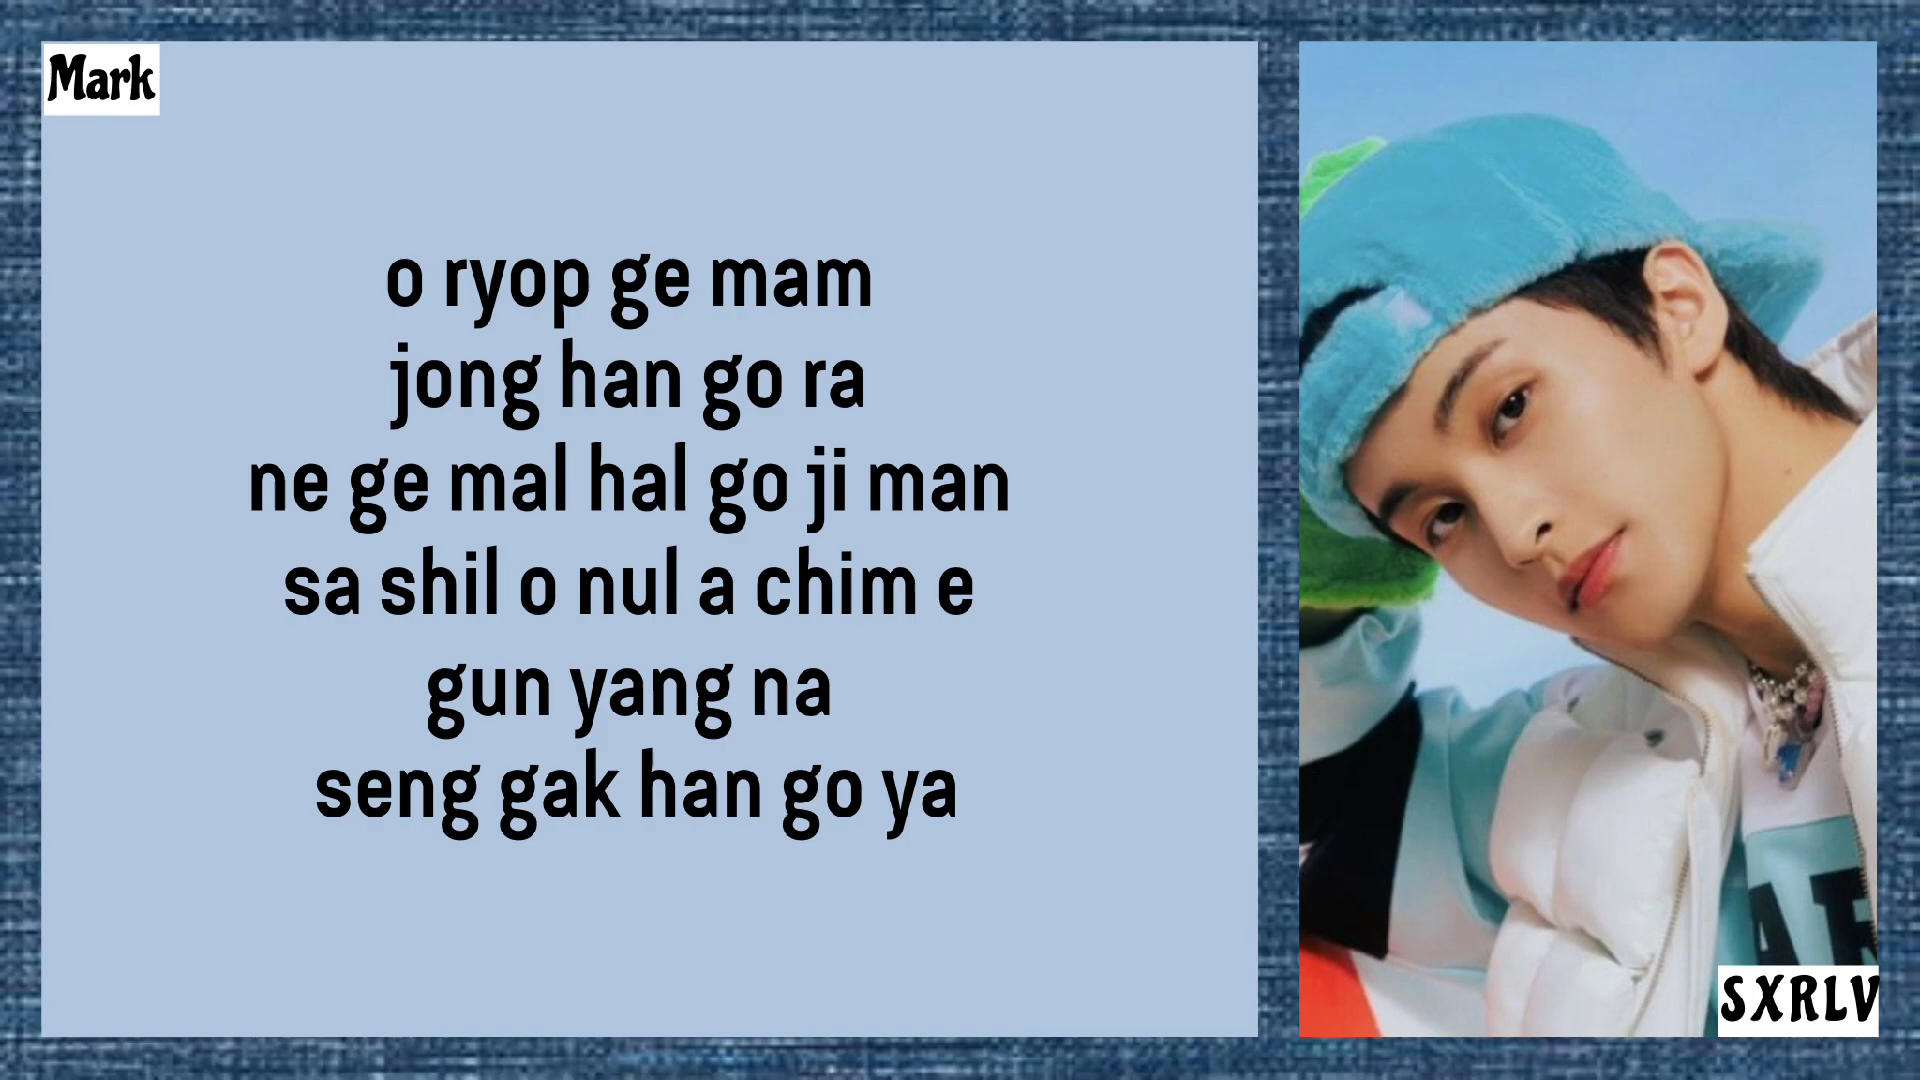 Mark
o ryop ge mam
jong han go ra
ne ge mal hal go ji man
sa shil o nul a chim e
gun yang na
seng gak han go ya
AR
SXRLV